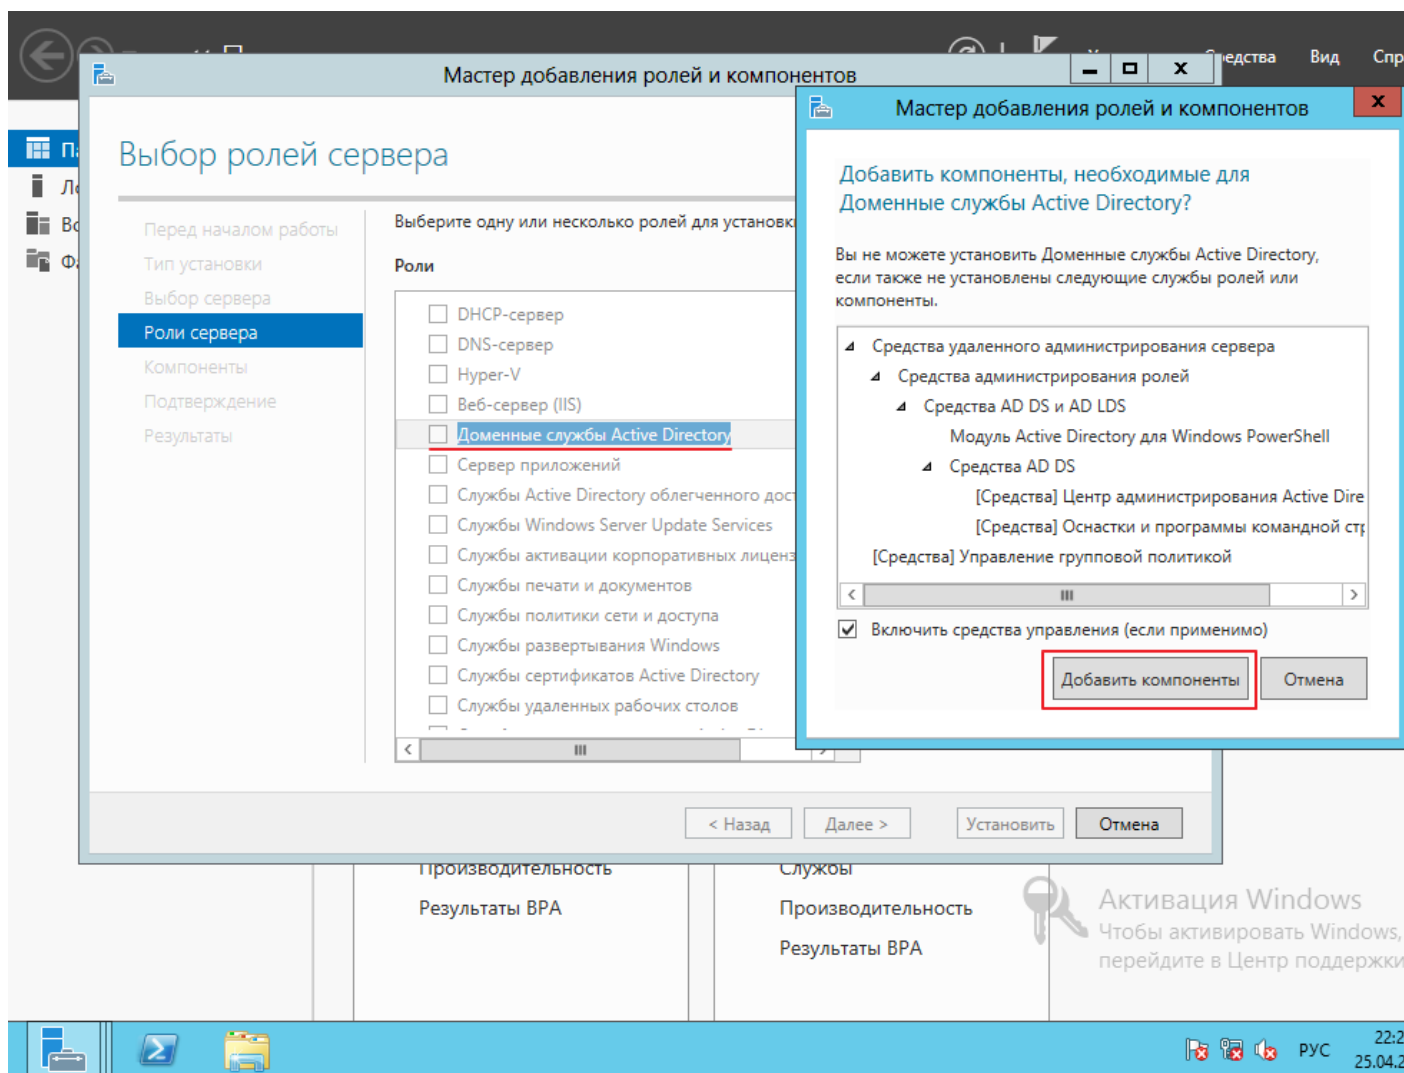 Средства
Вид
Мастер добавления ролей и компонентов
Выбор ролей сервера
Перед началом работы
Тип установки
Выбор сервера
Роли сервера
Компоненты
Подтверждение
Результаты
Выберите одну или несколько ролей для установки
Роли
DHCP-сервер
DNS-сервер
Hyper-V
Веб-сервер (IIS)
Доменные службы Active Directory
Сервер приложений
Службы Active Directory облегченного дос
Службы Windows Server Update Services
Службы активации корпоративных лиценз
Службы печати и документов
Службы политики сети и доступа
Службы развертывания Windows
Службы сертификатов Active Directory
Службы удаленных рабочих столов
< Назад
Далее >
Установить
Отмена
Мастер добавления ролей и компонентов
Добавить компоненты, необходимые для
Доменные службы Active Directory?
Вы не можете установить Доменные службы Active Directory,
если также не установлены следующие службы ролей или
компоненты.
Средства удаленного администрирования сервера
Средства администрирования ролей
Средства AD DS и AD LDS
Модуль Active Directory для Windows PowerShell
Средства AD DS
[Средства] Центр администрирования Active Dire
[Средства] Оснастки и программы командной ст
[Средства] Управление групповой политикой
Включить средства управления (если применимо)
Добавить компоненты
Отмена
Производительность
Результаты BPA
Службы
Производительность
Результаты BPA
Активация Windows
Чтобы активировать Windows,
перейдите в Центр поддержки
РУС
22:2
25.04.2